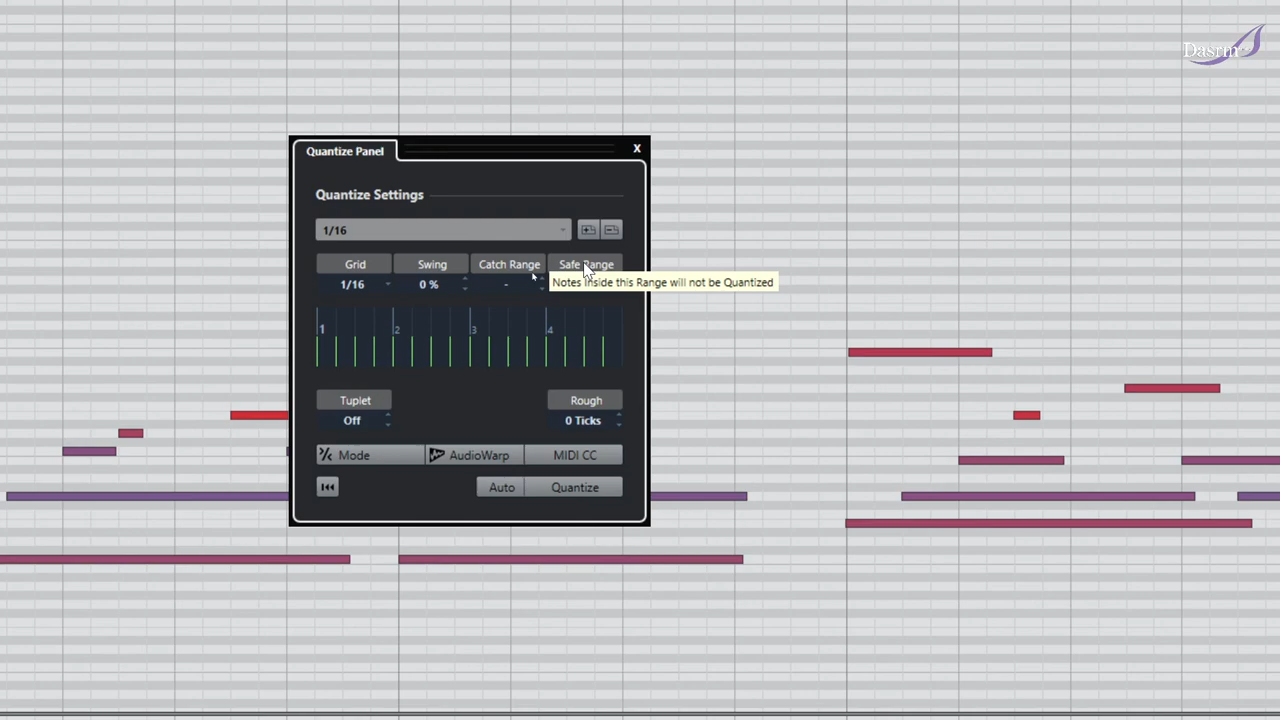 Dasrm
Quantize Panel
X
Quantize Settings
1/16
Grid Swing Catch Range Safe Range
1/16 0 % -
Notes inside this Range will not be Quantized
1 2 3 4
Tuplet Rough
Off 0 Ticks
Mode AudioWarp MIDI CC
Auto Quantize